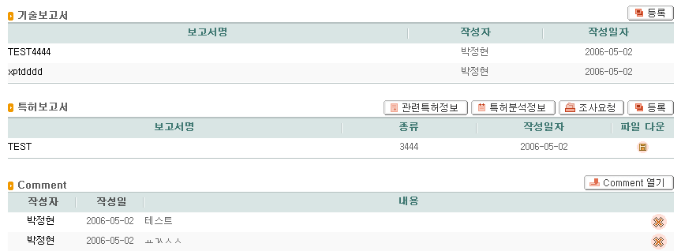 기술보고서 등록
보고서명 작성자 작성일자
TEST4444 박정현 2006-05-02
xptdddd 박정현 2006-05-02
특허보고서 관련특허정보 특허분석정보 조사요청 등록
보고서명 종류 작성일자 파일 다운
TEST 3444 2006-05-02
Comment Comment 열기
작성자 작성일 내용
박정현 2006-05-02 테스트
박정현 2006-05-02